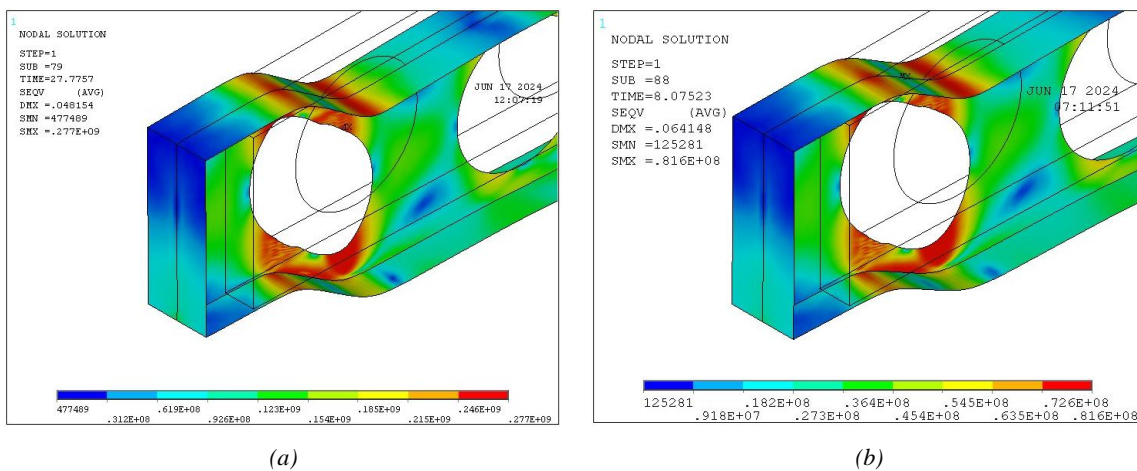 1
NODAL SOLUTION
STEP=1
SUB =79
TIME=27.7757
SEQV (AVG)
DMX =.048154
SMN =477489
SMX =.277E+09
JUN 17 2024
12:07:19
MX
477489 .619E+08 .123E+09 .185E+09 .246E+09
.312E+08 .926E+08 .154E+09 .215E+09 .277E+09
(a)
1
NODAL SOLUTION
STEP=1
SUB =88
TIME=8.07523
SEQV (AVG)
DMX =.064148
SMN =125281
SMX =.816E+08
JUN 17 2024
07:11:51
MX
125281 .182E+08 .364E+08 .545E+08 .726E+08
.918E+07 .273E+08 .454E+08 .635E+08 .816E+08
(b)